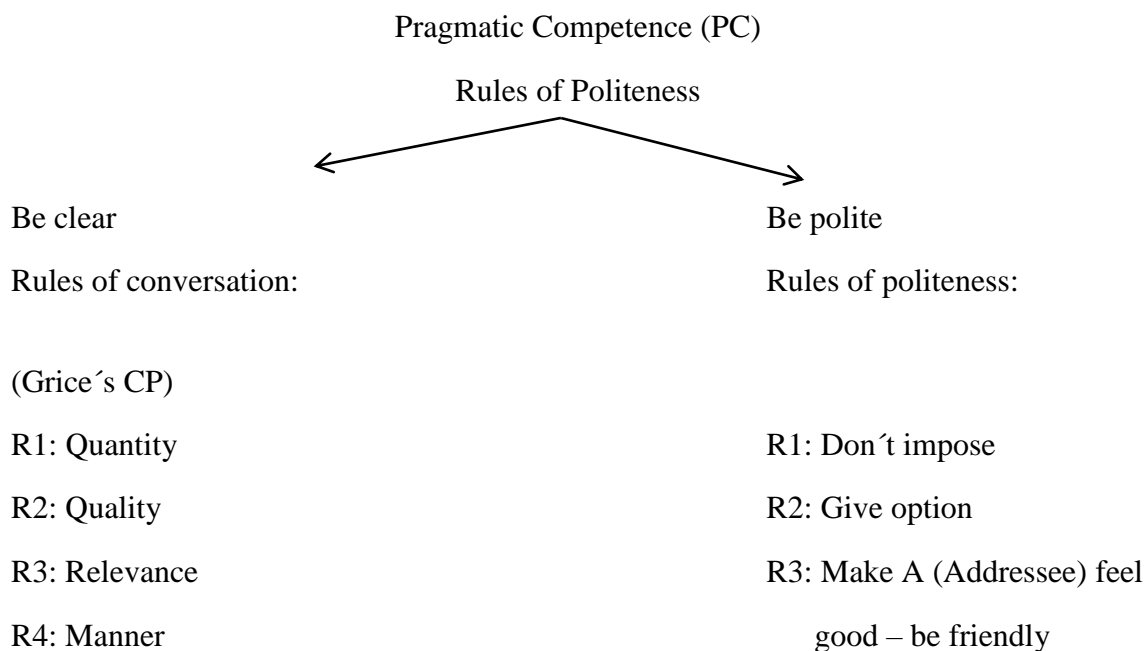 Pragmatic Competence (PC)
Rules of Politeness
Be clear
Be polite
Rules of conversation:
Rules of politeness:
(Grice´s CP)
R1: Quantity
R1: Don´t impose
R2: Quality
R2: Give option
R3: Relevance
R3: Make A (Addressee) feel
R4: Manner
good – be friendly